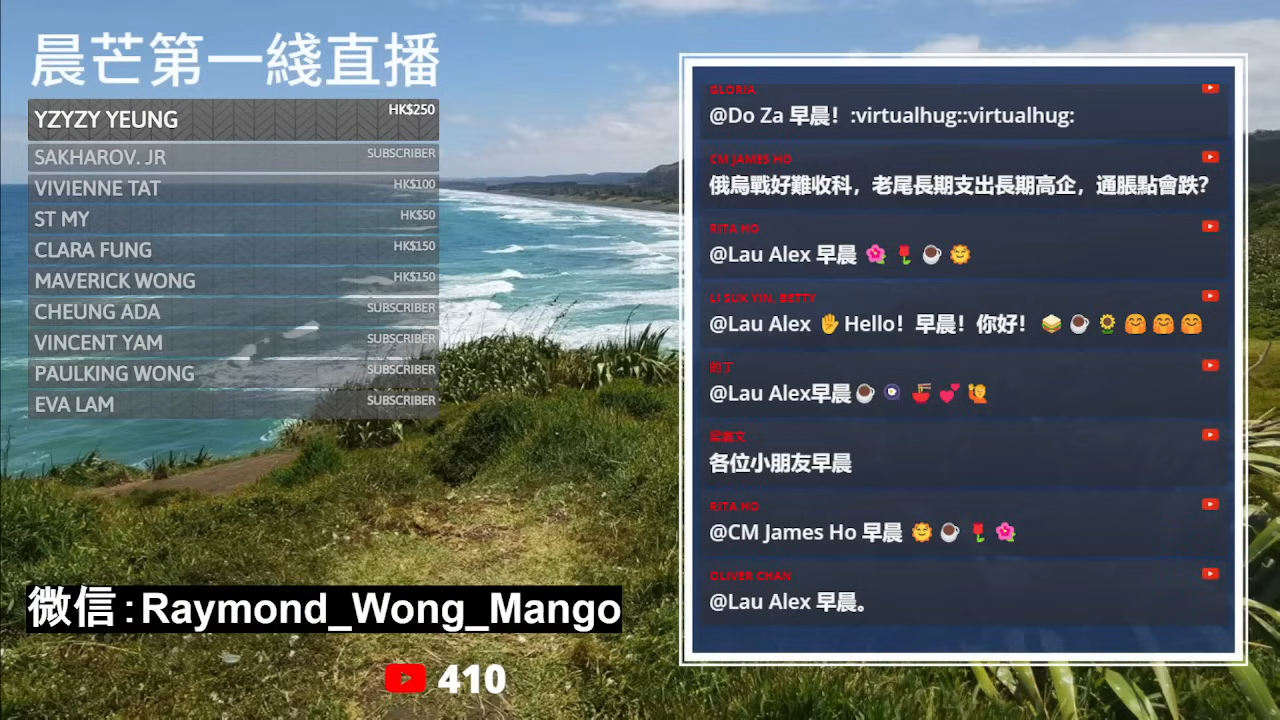 晨芒第一綫直播
YZYZY YEUNG HK$250
SAKHAROV. JR SUBSCRIBER
VIVIENNE TAT HK$100
ST MY HK$50
CLARA FUNG HK$150
MAVERICK WONG HK$150
CHEUNG ADA SUBSCRIBER
VINCENT YAM SUBSCRIBER
PAULKING WONG SUBSCRIBER
EVA LAM SUBSCRIBER
微信:Raymond_Wong_Mango
410
GLORIA
@Do Za 早晨！:virtualhug::virtualhug:
CM JAMES HO
俄烏戰好難收科，老尾長期支出長期高企，通脹點會跌?
RITA HO
@Lau Alex 早晨 🌺 🌷 ☕ 🌞
LI SUK YIN, BETTY
@Lau Alex ✋Hello！早晨！你好！ 🥪 ☕ 🌻 🤗 🤗 🤗
@Lau Alex早晨☕ 🍳 🍜 💕 🙋
各位小朋友早晨
RITA HO
@CM James Ho 早晨 🌞 ☕ 🌷 🌺
OLIVER CHAN
@Lau Alex 早晨。